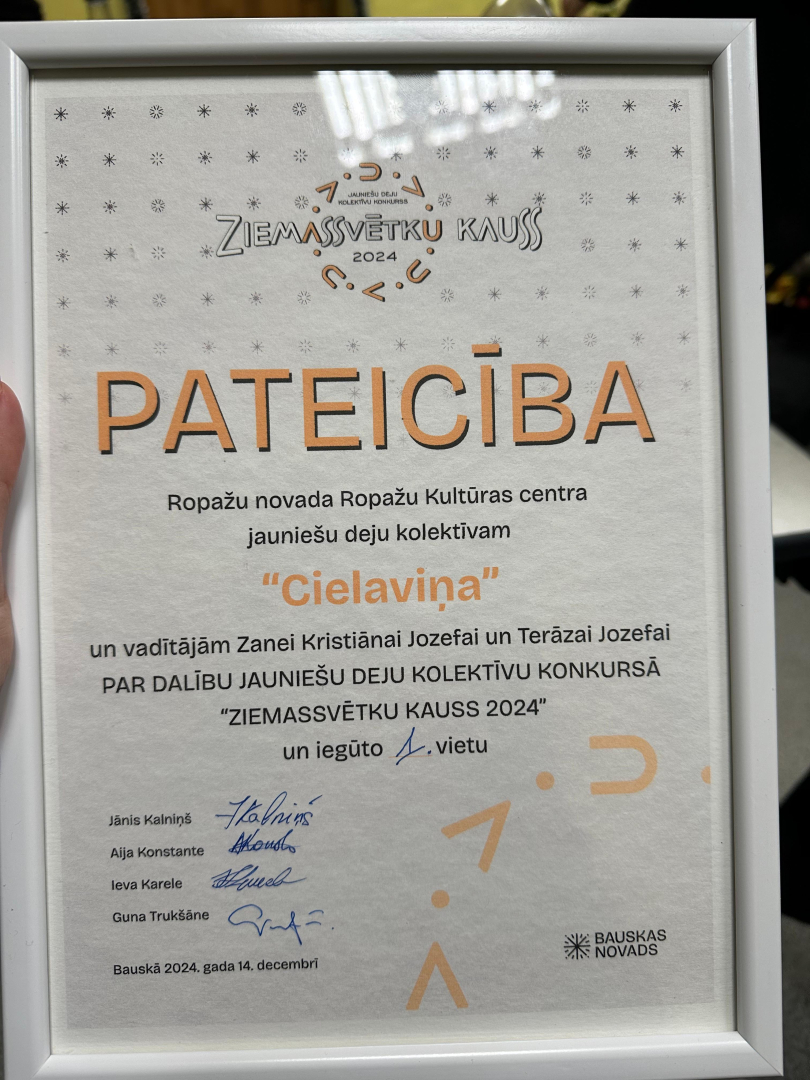 JAUNIEŠU DEJU
KOLEKTĪVU KONKURSS
ZIEMASSVĒTKU KAUSS
2024
PATEICĪBA
Ropažu novada Ropažu Kultūras centra
jauniešu deju kolektīvam
“Cielaviņa”
un vadītājām Zanei Kristiānai Jozefai un Terāzai Jozefai
PAR DALĪBU JAUNIEŠU DEJU KOLEKTĪVU KONKURSĀ
“ZIEMASSVĒTKU KAUSS 2024”
un iegūto 1. vietu
Jānis Kalniņš JKalniņš
Aija Konstante
Ieva Karele
Guna Trukšāne
Bauskā 2024. gada 14. decembrī
BAUSKAS
NOVADS